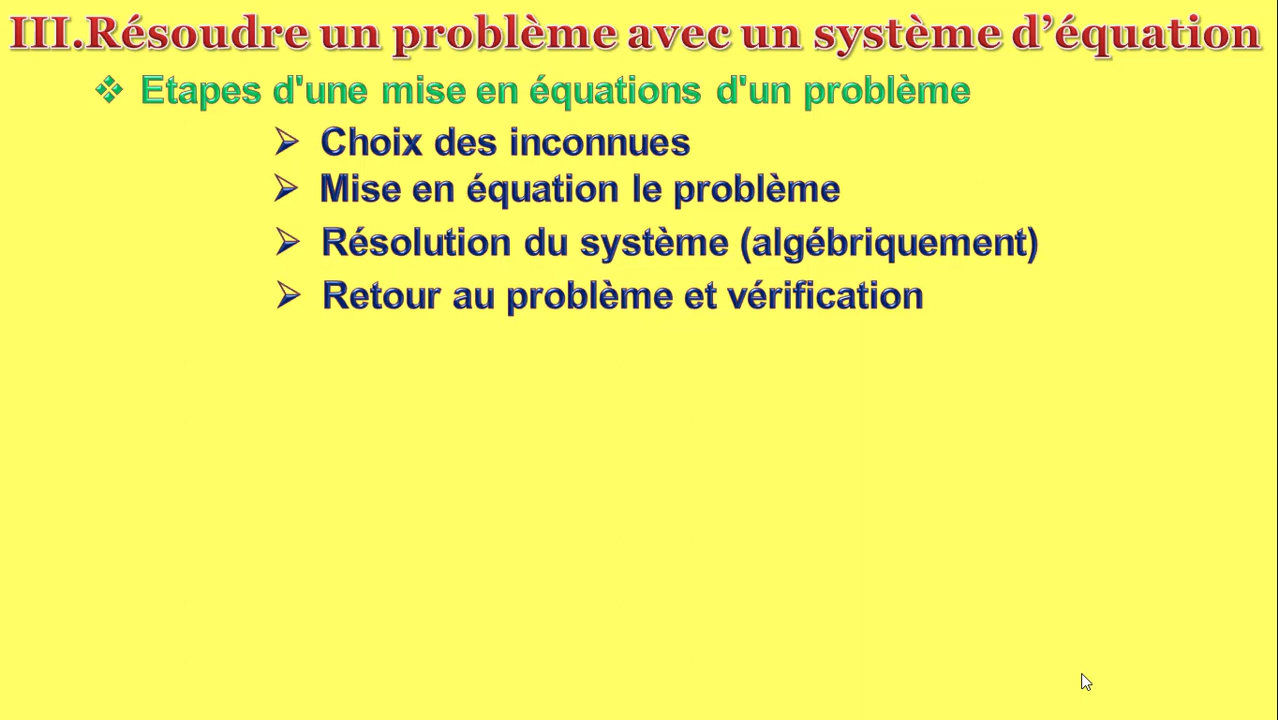 III.Résoudre un problème avec un système d’équation
Etapes d'une mise en équations d'un problème
Choix des inconnues
Mise en équation le problème
Résolution du système (algébriquement)
Retour au problème et vérification